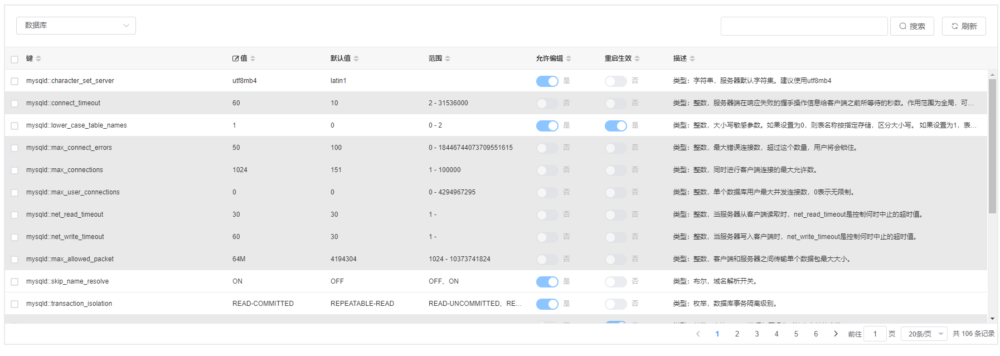 数据库 搜索 刷新
键 值 默认值 范围 允许编辑 重启生效 描述
mysqld::character_set_server utf8mb4 latin1 是 否 类型：字符串，服务器默认字符集。建议使用utf8mb4
mysqld::connect_timeout 60 10 2 - 31536000 否 否 类型：整数，服务器端在响应失败的握手操作信息给客户端之前所等待的秒数。作用范围为全局，可...
mysqld::lower_case_table_names 1 0 0 - 2 是 是 类型：整数，大小写敏感参数。如果设置为0，则表名称按指定存储，区分大小写。 如果设置为1，表...
mysqld::max_connect_errors 50 100 0 - 18446744073709551615 否 否 类型：整数，最大错误连接数，超过这个数量，用户将会锁住。
mysqld::max_connections 1024 151 1 - 100000 否 否 类型：整数，同时进行客户端连接的最大允许数。
mysqld::max_user_connections 0 0 0 - 4294967295 否 否 类型：整数，单个数据库用户最大并发连接数，0表示无限制。
mysqld::net_read_timeout 30 30 1 - 否 否 类型：整数，当服务器从客户端读取时，net_read_timeout是控制何时中止的超时值。
mysqld::net_write_timeout 60 30 1 - 否 否 类型：整数，当服务器写入客户端时，net_write_timeout是控制何时中止的超时值。
mysqld::max_allowed_packet 64M 4194304 1024 - 10373741824 否 否 类型：整数，客户端和服务器之间传输单个数据包最大大小。
mysqld::skip_name_resolve ON OFF OFF、ON 是 否 类型：布尔，域名解析开关。
mysqld::transaction_isolation READ-COMMITTED REPEATABLE-READ READ-UNCOMMITTED、RE... 是 否 类型：枚举，数据库事务隔离级别。
1 2 3 4 5 6 前往 1 页 20条/页 共 106 条记录